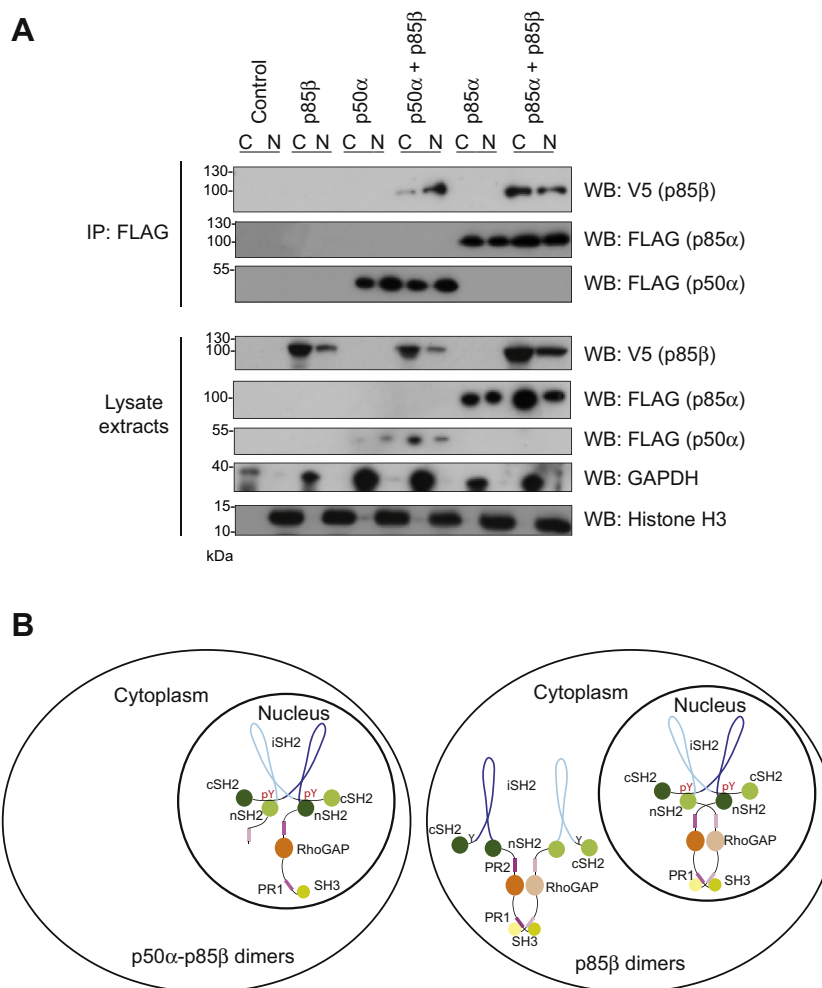 A
Control
p85β
p50α
p50α + p85β
p85α
p85α + p85β
C N C N C N C N C N C N
IP: FLAG
130-
100-
WB: V5 (p85β)
130-
100-
WB: FLAG (p85α)
55-
WB: FLAG (p50α)
Lysate
extracts
130-
100-
WB: V5 (p85β)
100-
WB: FLAG (p85α)
55-
WB: FLAG (p50α)
40-
WB: GAPDH
15-
10-
WB: Histone H3
kDa
B
Cytoplasm
Nucleus
iSH2
cSH2
pY
pY
cSH2
nSH2
nSH2
RhoGAP
PR1
SH3
p50α-p85β dimers
Cytoplasm
Nucleus
iSH2
cSH2
pY
pY
cSH2
nSH2
nSH2
RhoGAP
PR1
SH3
iSH2
cSH2
Y
nSH2
Y
cSH2
PR2
RhoGAP
PR1
SH3
p85β dimers